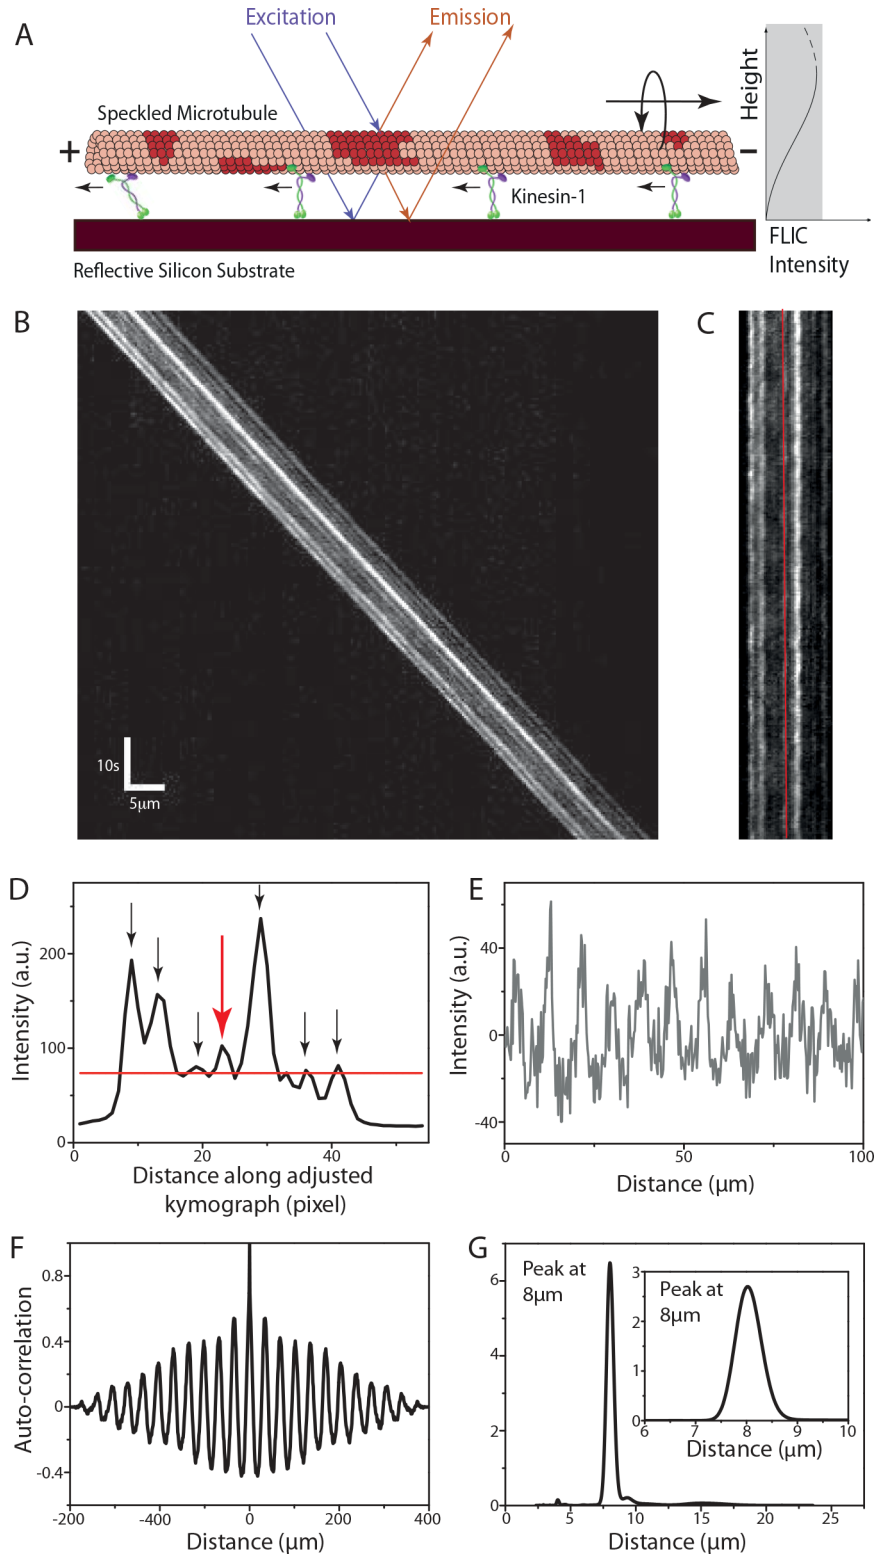 A
Excitation
Emission
Height
Speckled Microtubule
+
–
Kinesin-1
FLIC
Intensity
Reflective Silicon Substrate
B
C
10s
5μm
D
E
Intensity (a.u.)
200
100
0
0
20
40
Distance along adjusted
kymograph (pixel)
Intensity (a.u.)
40
0
-40
0
50
100
Distance (μm)
F
G
Auto-correlation
0.8
0.4
0
-0.4
-200
-400
0
200
400
Distance (μm)
Peak at
8μm
6
4
2
0
0
5
10
15
20
25
Distance (μm)
Peak at
8μm
3
2
1
0
6
7
8
9
10
Distance (μm)